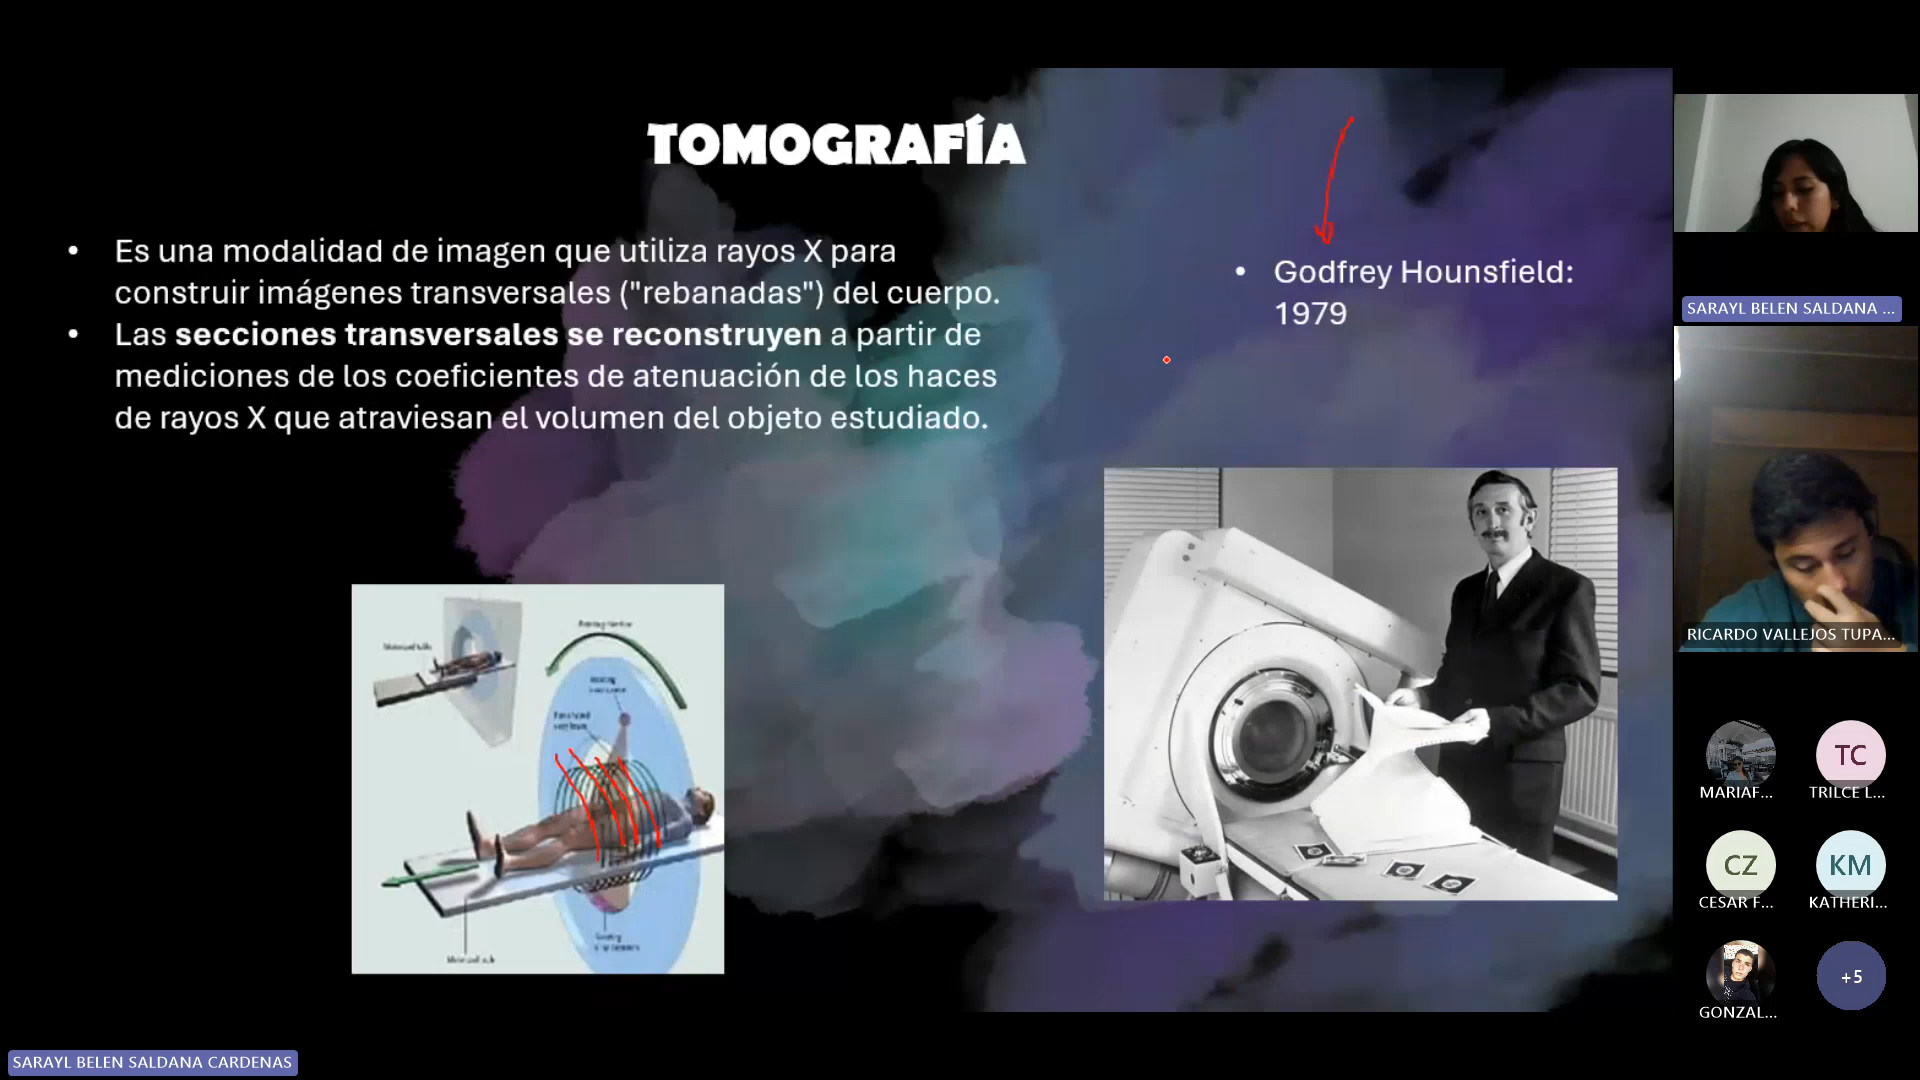 TOMOGRAFÍA
• Es una modalidad de imagen que utiliza rayos X para
construir imágenes transversales ("rebanadas") del cuerpo.
• Las secciones transversales se reconstruyen a partir de
mediciones de los coeficientes de atenuación de los haces
de rayos X que atraviesan el volumen del objeto estudiado.
• Godfrey Hounsfield:
1979
SARAYL BELEN SALDANA ...
RICARDO VALLEJOS TUPA...
MARIAF...
TC
TRILCE L...
CZ
CESAR F...
KM
KATHERI...
GONZAL...
+5
SARAYL BELEN SALDANA CARDENAS